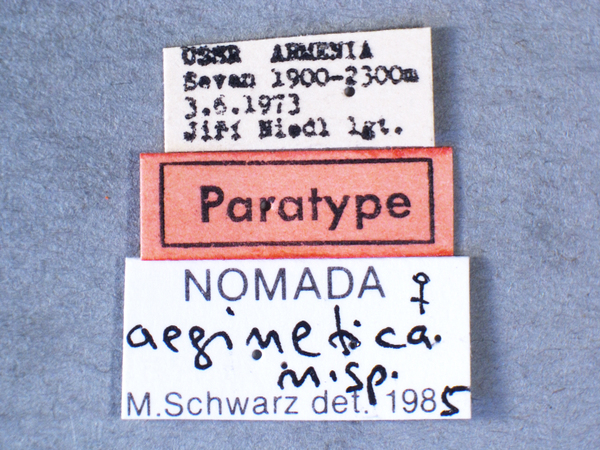 USSR ARMENIA
Sevan 1900-2300m
3.6.1973
Jiří Niedl lgt.
Paratype
NOMADA ♀
aeginetica.
n.sp.
M.Schwarz det. 1985